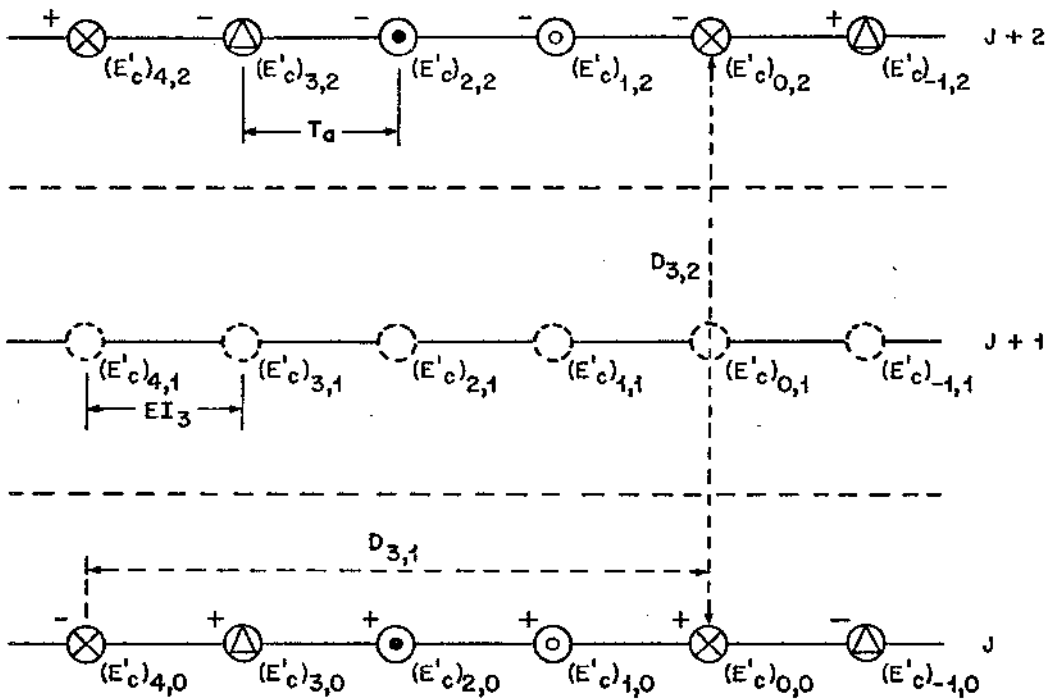 + - - - - +
(E'c)4,2 (E'c)3,2 (E'c)2,2 (E'c)1,2 (E'c)0,2 (E'c)-1,2 J + 2
Ta
D3,2
(E'c)4,1 (E'c)3,1 (E'c)2,1 (E'c)1,1 (E'c)0,1 (E'c)-1,1 J + 1
EI3
D3,1
- + + + + -
(E'c)4,0 (E'c)3,0 (E'c)2,0 (E'c)1,0 (E'c)0,0 (E'c)-1,0 J